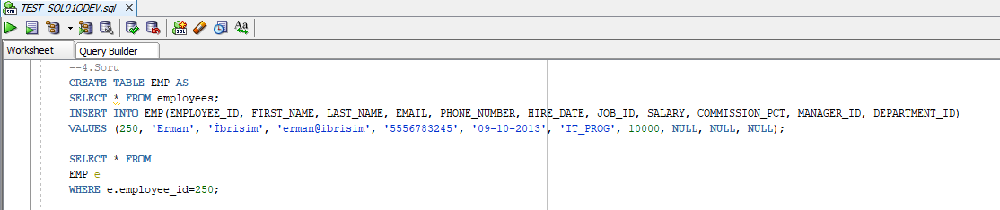 TEST_SQL01ODEV.sql
SQL
Aa
Worksheet Query Builder
--4.Soru
CREATE TABLE EMP AS
SELECT * FROM employees;
INSERT INTO EMP(EMPLOYEE_ID, FIRST_NAME, LAST_NAME, EMAIL, PHONE_NUMBER, HIRE_DATE, JOB_ID, SALARY, COMMISSION_PCT, MANAGER_ID, DEPARTMENT_ID)
VALUES (250, 'Erman', 'İbrisim', 'erman@ibrisim', '5556783245', '09-10-2013', 'IT_PROG', 10000, NULL, NULL, NULL);
SELECT * FROM
EMP e
WHERE e.employee_id=250;